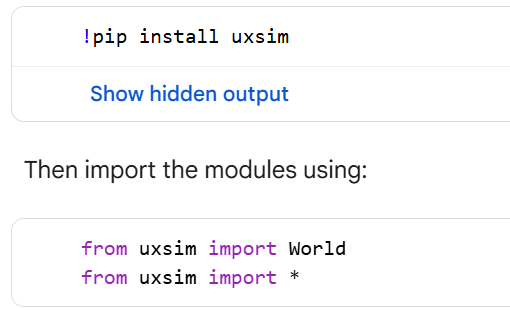 !pip install uxsim
Show hidden output
Then import the modules using:
from uxsim import World
from uxsim import *